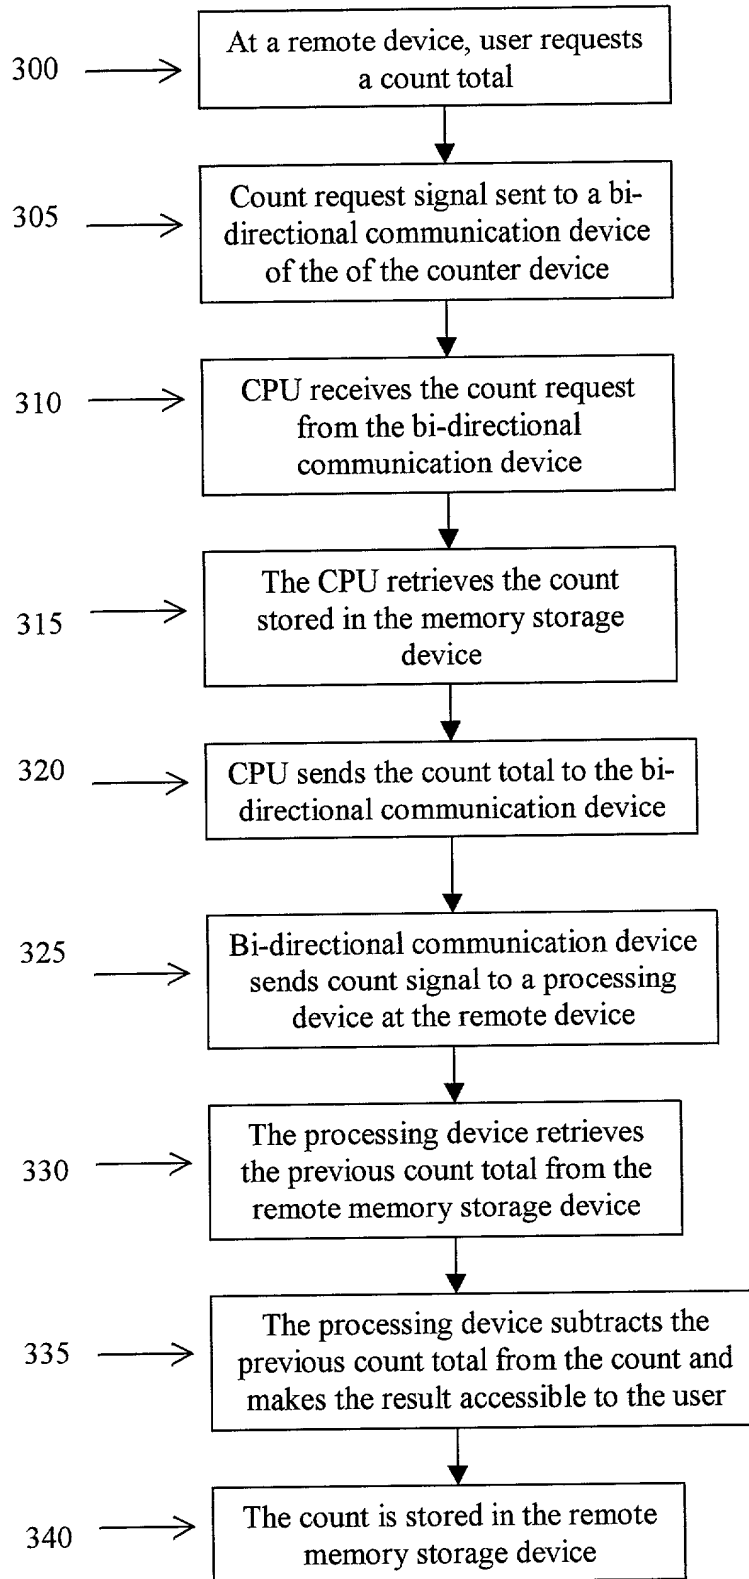 300
At a remote device, user requests
a count total
305
Count request signal sent to a bi-
directional communication device
of the of the counter device
310
CPU receives the count request
from the bi-directional
communication device
315
The CPU retrieves the count
stored in the memory storage
device
320
CPU sends the count total to the bi-
directional communication device
325
Bi-directional communication device
sends count signal to a processing
device at the remote device
330
The processing device retrieves
the previous count total from the
remote memory storage device
335
The processing device subtracts the
previous count total from the count and
makes the result accessible to the user
340
The count is stored in the remote
memory storage device